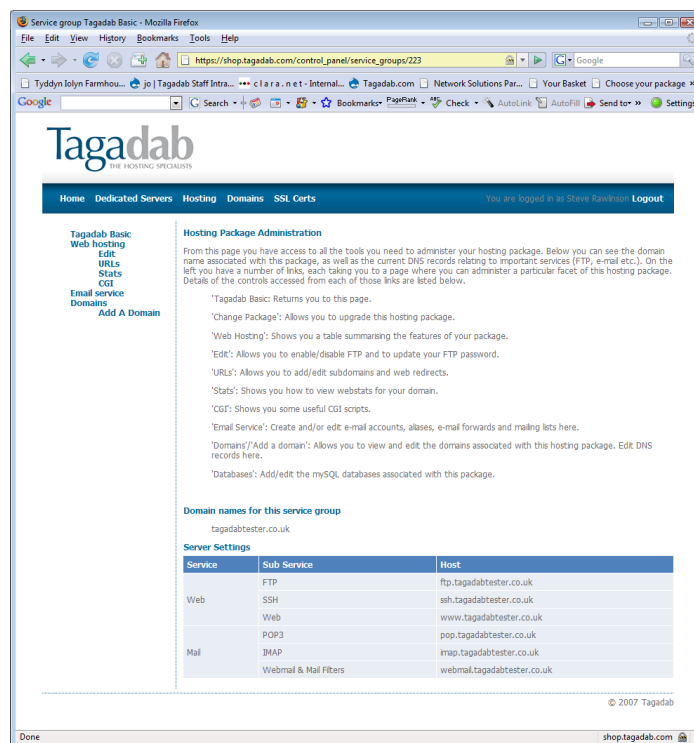 Service group Tagadab Basic - Mozilla Firefox
File Edit View History Bookmarks Tools Help
https://shop.tagadab.com/control_panel/service_groups/223
Google
Tyddyn Iolyn Farmhou... jo | Tagadab Staff Intra... c l a r a . n e t - Internal... Tagadab.com Network Solutions Par... Your Basket Choose your package »
Google Search Bookmarks PageRank Check AutoLink AutoFill Send to » Settings
Tagadab
THE HOSTING SPECIALISTS
Home Dedicated Servers Hosting Domains SSL Certs You are logged in as Steve Rawlinson Logout
Tagadab Basic
Web hosting
Edit
URLs
Stats
CGI
Email service
Domains
Add A Domain
Hosting Package Administration
From this page you have access to all the tools you need to administer your hosting package. Below you can see the domain
name associated with this package, as well as the current DNS records relating to important services (FTP, e-mail etc.). On the
left you have a number of links, each taking you to a page where you can administer a particular facet of this hosting package.
Details of the controls accessed from each of those links are listed below.
'Tagadab Basic: Returns you to this page.
'Change Package': Allows you to upgrade this hosting package.
'Web Hosting': Shows you a table summarising the features of your package.
'Edit': Allows you to enable/disable FTP and to update your FTP password.
'URLs': Allows you to add/edit subdomains and web redirects.
'Stats': Shows you how to view webstats for your domain.
'CGI': Shows you some useful CGI scripts.
'Email Service': Create and/or edit e-mail accounts, aliases, e-mail forwards and mailing lists here.
'Domains'/'Add a domain': Allows you to view and edit the domains associated with this hosting package. Edit DNS
records here.
'Databases': Add/edit the mySQL databases associated with this package.
Domain names for this service group
tagadabtester.co.uk
Server Settings
Service Sub Service Host
FTP ftp.tagadabtester.co.uk
Web SSH ssh.tagadabtester.co.uk
Web www.tagadabtester.co.uk
POP3 pop.tagadabtester.co.uk
Mail IMAP imap.tagadabtester.co.uk
Webmail & Mail Filters webmail.tagadabtester.co.uk
© 2007 Tagadab
Done shop.tagadab.com